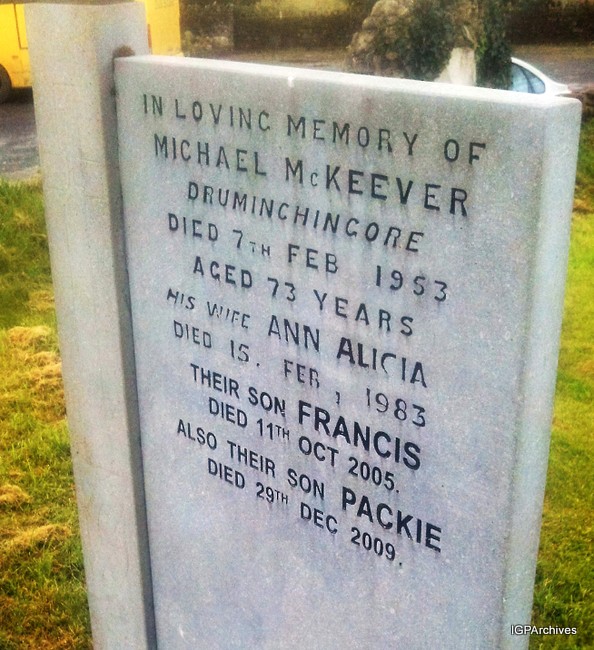 IN LOVING MEMORY OF
MICHAEL McKEEVER
DRUMINCHINGORE
DIED 7TH FEB 1953
AGED 73 YEARS
HIS WIFE ANN ALICIA
DIED 15. FEB, 1983
THEIR SON FRANCIS
DIED 11TH OCT 2005.
ALSO THEIR SON PACKIE
DIED 29TH DEC 2009.
IGPArchives